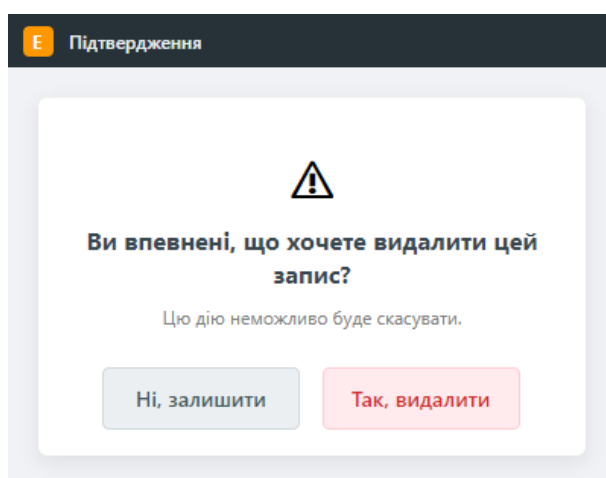 E Підтвердження
Ви впевнені, що хочете видалити цей
запис?
Цю дію неможливо буде скасувати.
Ні, залишити Так, видалити